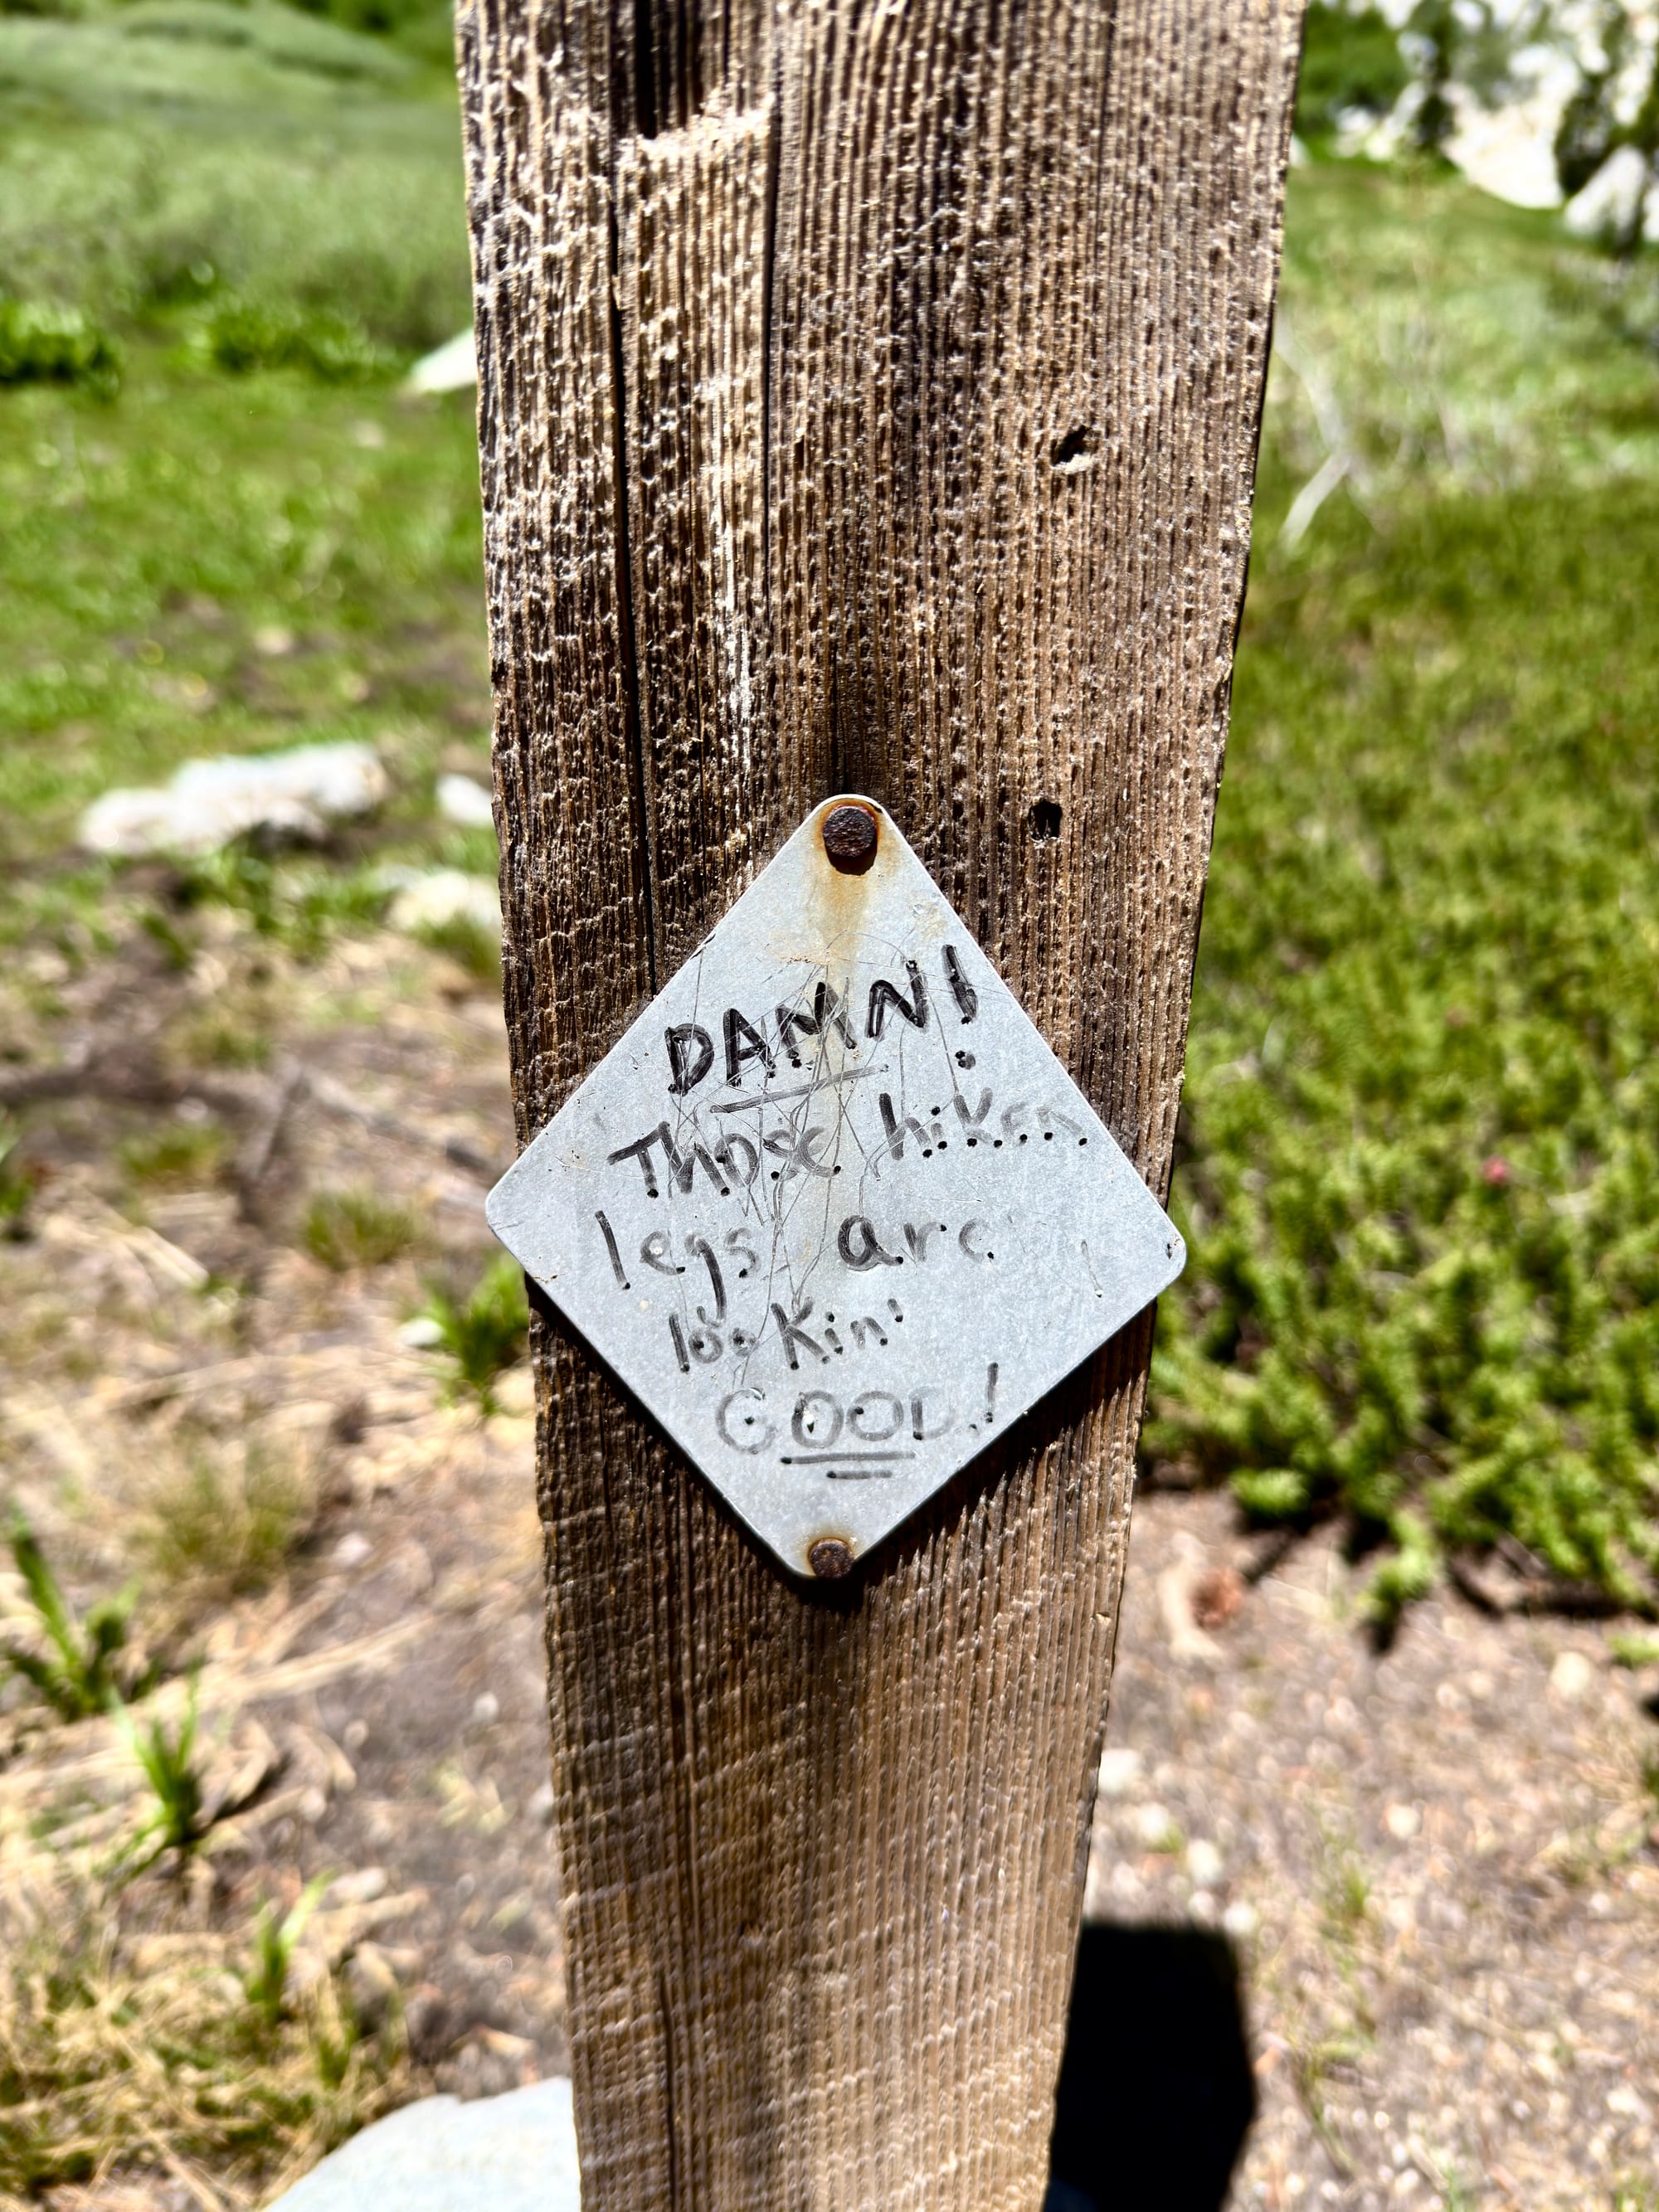 DAMN!
Those hiker
legs are
lookin'
GOOD!